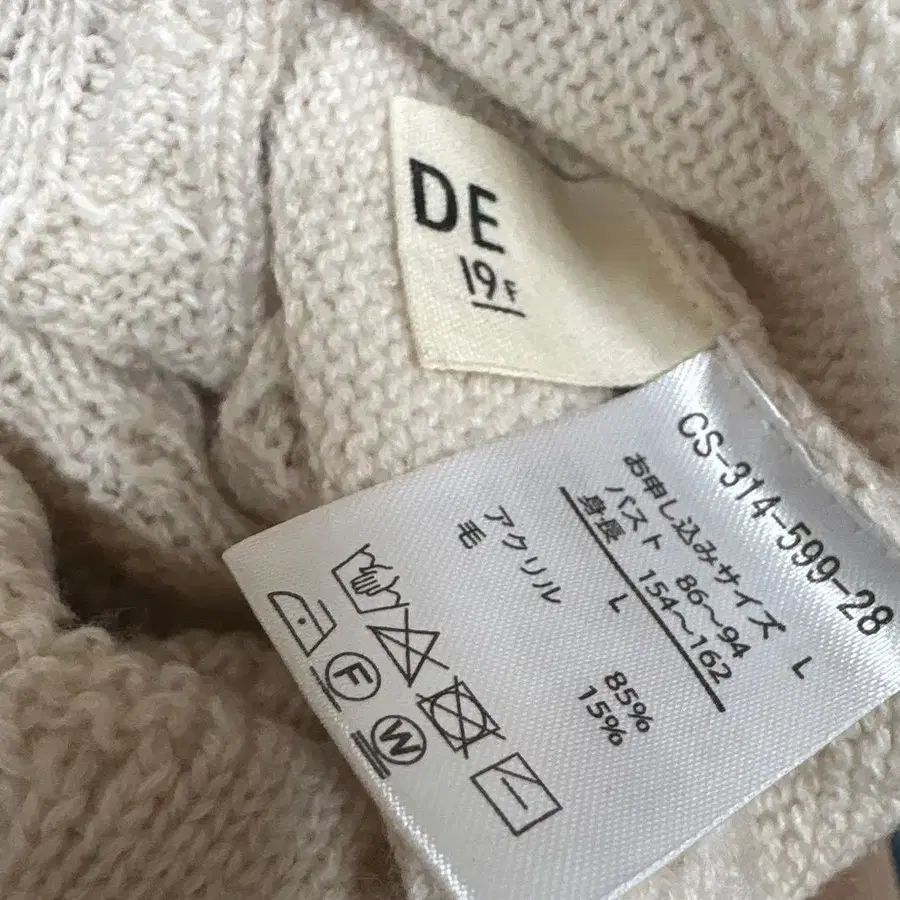 DE
19F
CS-314-599-28
お申し込みサイズ L
バスト 86~94
身長 154~162
L
アクリル 85%
毛 15%
F
W